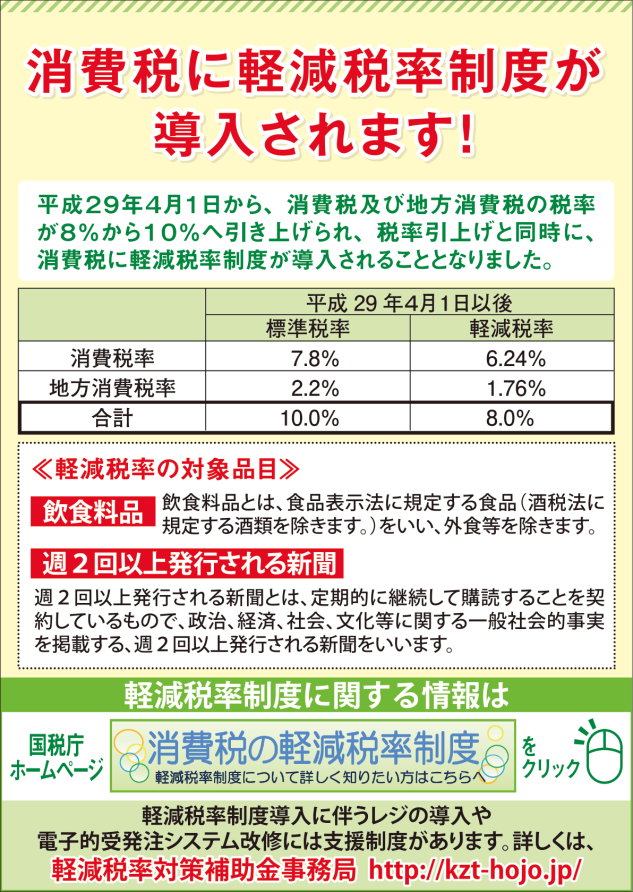 消費税に軽減税率制度が
導入されます!
平成29年4月1日から、消費税及び地方消費税の税率
が8%から10%へ引き上げられ、税率引上げと同時に、
消費税に軽減税率制度が導入されることとなりました。
平成 29 年4月1日以後
標準税率 軽減税率
消費税率 7.8% 6.24%
地方消費税率 2.2% 1.76%
合計 10.0% 8.0%
≪軽減税率の対象品目≫
飲食料品 飲食料品とは、食品表示法に規定する食品(酒税法に
規定する酒類を除きます。)をいい、外食等を除きます。
週2回以上発行される新聞
週2回以上発行される新聞とは、定期的に継続して購読することを契
約しているもので、政治、経済、社会、文化等に関する一般社会的事実
を掲載する、週2回以上発行される新聞をいいます。
軽減税率制度に関する情報は
国税庁
ホームページ
消費税の軽減税率制度
軽減税率制度について詳しく知りたい方はこちらへ
を
クリック
軽減税率制度導入に伴うレジの導入や
電子的受発注システム改修には支援制度があります。詳しくは、
軽減税率対策補助金事務局 http://kzt-hojo.jp/